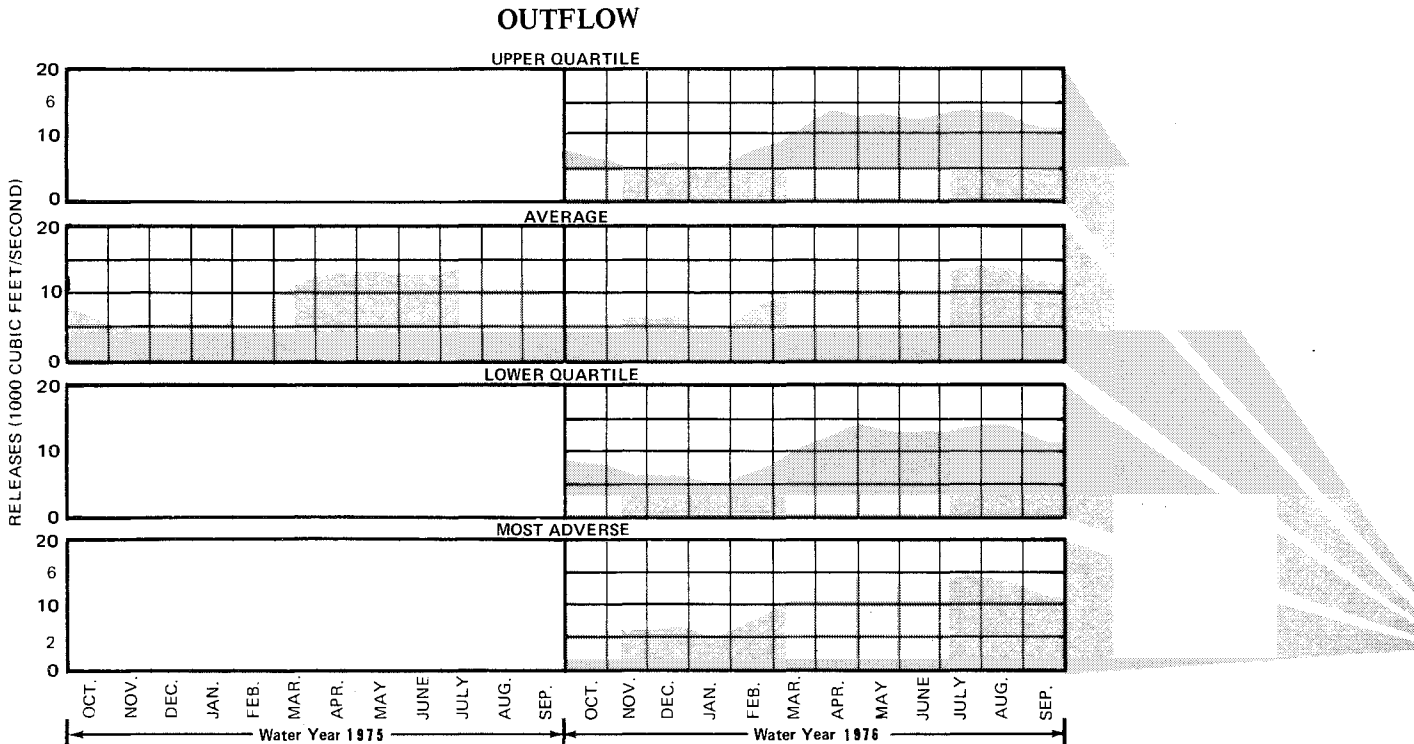 OUTFLOW
UPPER QUARTILE
20
6
10
0
AVERAGE
20
10
0
LOWER QUARTILE
20
10
0
MOST ADVERSE
20
6
10
2
0
RELEASES (1000 CUBIC FEET/SECOND)
OCT. NOV. DEC. JAN. FEB. MAR. APR. MAY JUNE JULY AUG. SEP. OCT. NOV. DEC. JAN. FEB. MAR. APR. MAY JUNE JULY AUG. SEP.
Water Year 1975 Water Year 1976